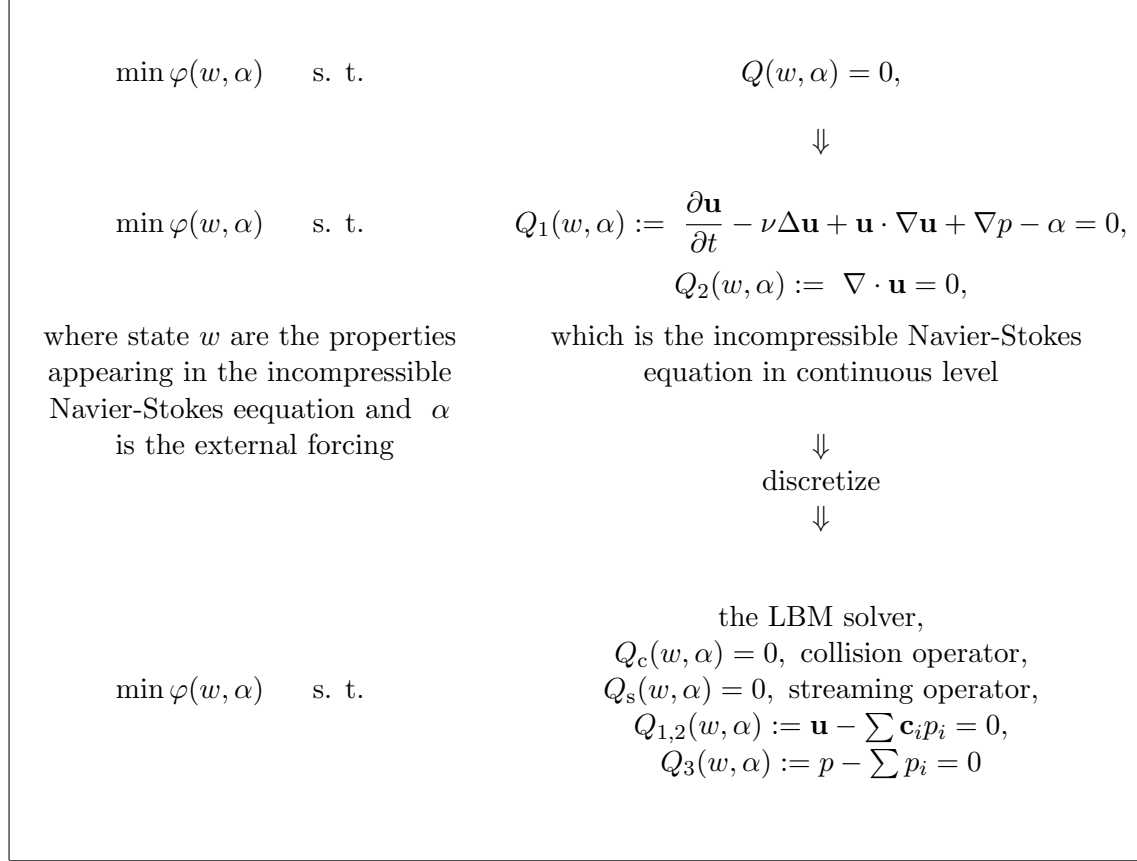 min φ(w, α) s. t. Q(w, α) = 0,
⇓
min φ(w, α) s. t. Q₁(w, α) := ∂𝐮/∂t − νΔ𝐮 + 𝐮 · ∇𝐮 + ∇p − α = 0,
Q₂(w, α) := ∇ · 𝐮 = 0,
where state w are the properties
appearing in the incompressible
Navier-Stokes eequation and α
is the external forcing
which is the incompressible Navier-Stokes
equation in continuous level
⇓
discretize
⇓
the LBM solver,
Q_c(w, α) = 0, collision operator,
min φ(w, α) s. t. Q_s(w, α) = 0, streaming operator,
Q₁,₂(w, α) := 𝐮 − ∑ 𝐜ᵢpᵢ = 0,
Q₃(w, α) := p − ∑ pᵢ = 0